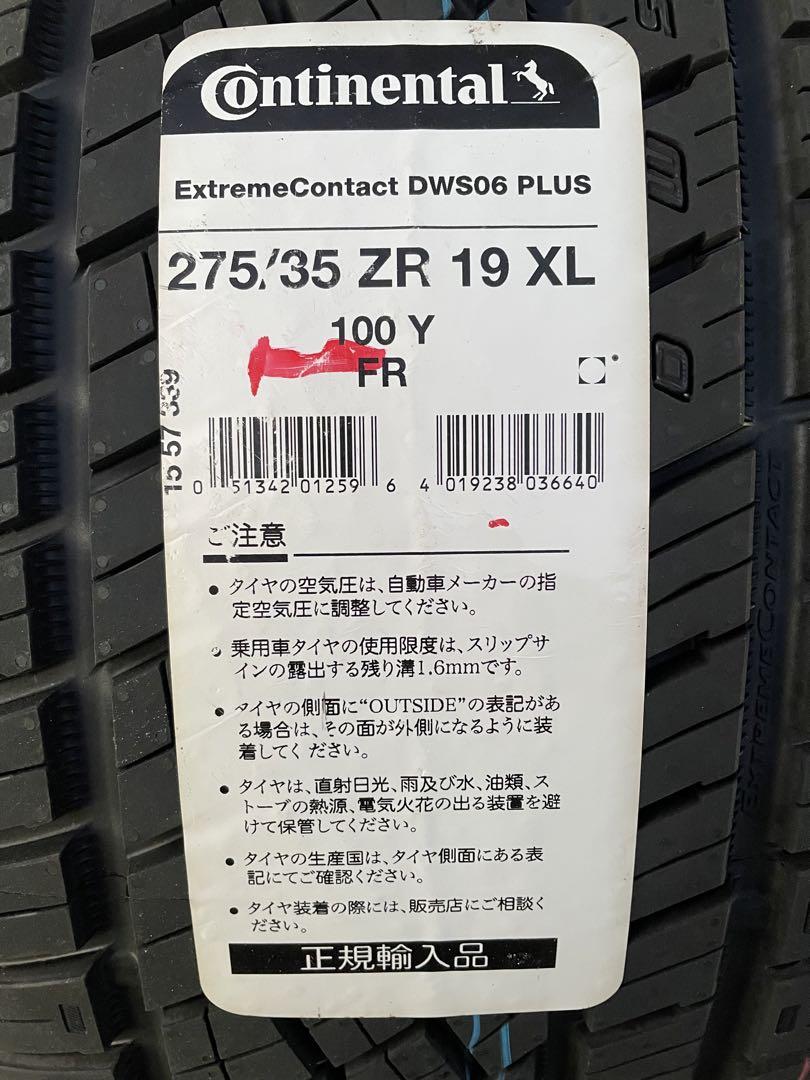 Continental
ExtremeContact DWS06 PLUS
275/35 ZR 19 XL
100 Y
FR
15 57 339
0 51342 01259 6
4 019238 036640
ご注意
● タイヤの空気圧は、自動車メーカーの指
定空気圧に調整してください。
● 乗用車タイヤの使用限度は、スリップサ
インの露出する残り溝1.6mmです。
● タイヤの側面に“OUTSIDE”の表記があ
る場合は、その面が外側になるように装
着してください。
● タイヤは、直射日光、雨及び水、油類、ス
トーブの熱源、電気火花の出る装置を避
けて保管してください。
● タイヤの生産国は、タイヤ側面にある表
記にてご確認ください。
● タイヤ装着の際には、販売店にご相談く
ださい。
正規輸入品
S
W
D
EXTREMECONTACT